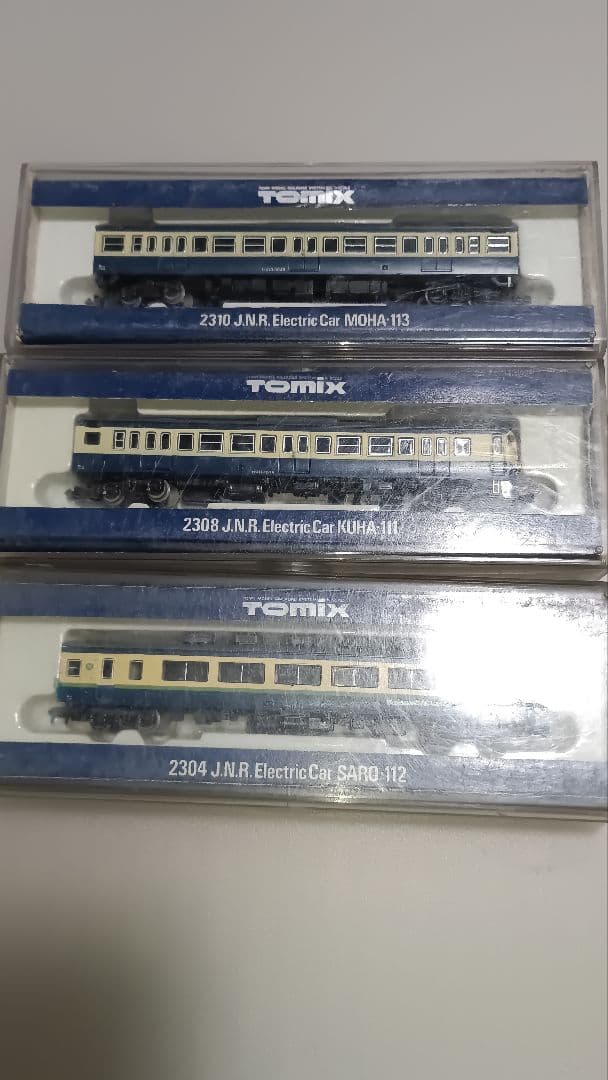 TOMIX
2310 J.N.R. Electric Car MOHA·113
TOMIX
2308 J.N.R. Electric Car KUHA·111
TOMIX
2304 J.N.R. Electric Car SARO·112